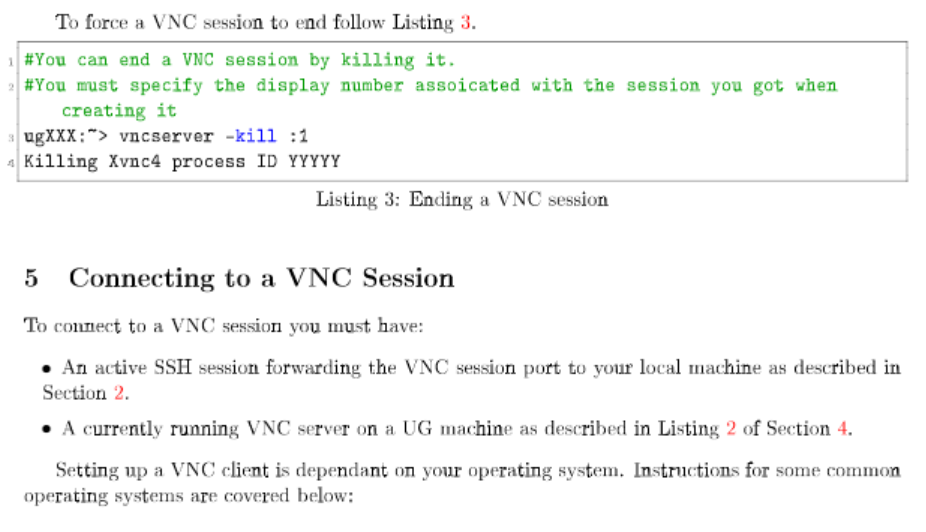 To force a VNC session to end follow Listing 3.
1 #You can end a VNC session by killing it.
2 #You must specify the display number assoicated with the session you got when
creating it
3 ugXXX:~> vncserver -kill :1
4 Killing Xvnc4 process ID YYYYY
Listing 3: Ending a VNC session
5 Connecting to a VNC Session
To connect to a VNC session you must have:
• An active SSH session forwarding the VNC session port to your local machine as described in
Section 2.
• A currently running VNC server on a UG machine as described in Listing 2 of Section 4.
Setting up a VNC client is dependant on your operating system. Instructions for some common
operating systems are covered below: